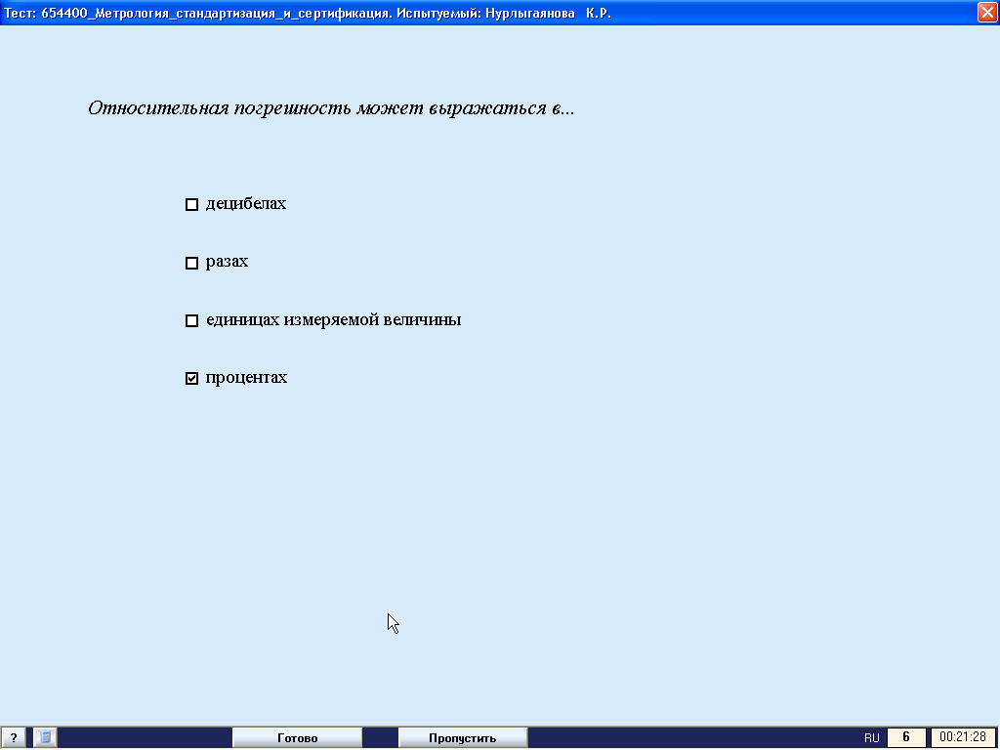 Тест: 654400_Метрология_стандартизация_и_сертификация. Испытуемый: Нурлыгаянова К.Р.
Относительная погрешность может выражаться в...
децибелах
разах
единицах измеряемой величины
процентах
? Готово Пропустить RU 6 00:21:28